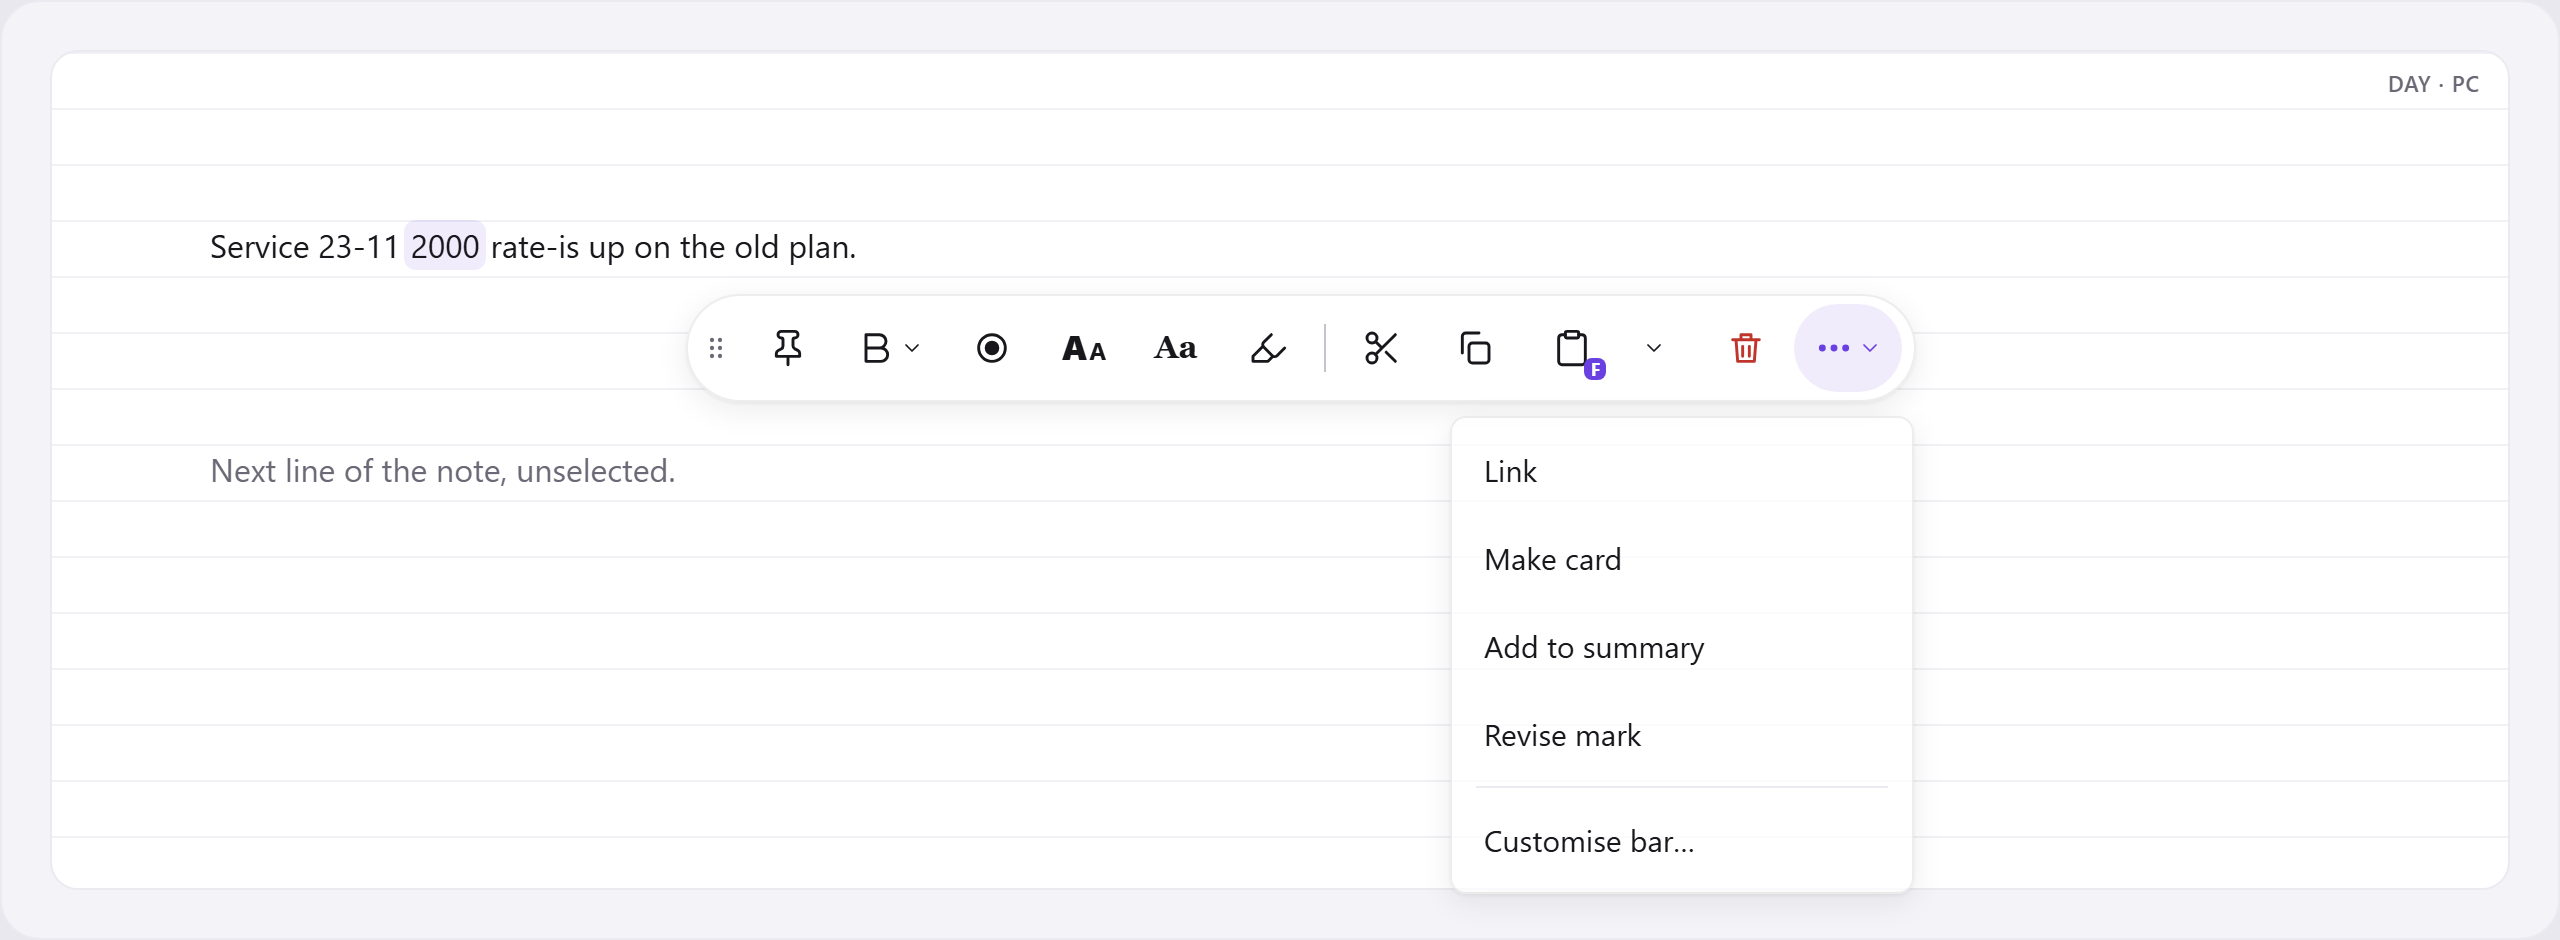 DAY · PC
Service 23-11 2000 rate-is up on the old plan.
B
AA
Aa
F
Next line of the note, unselected.
Link
Make card
Add to summary
Revise mark
Customise bar...